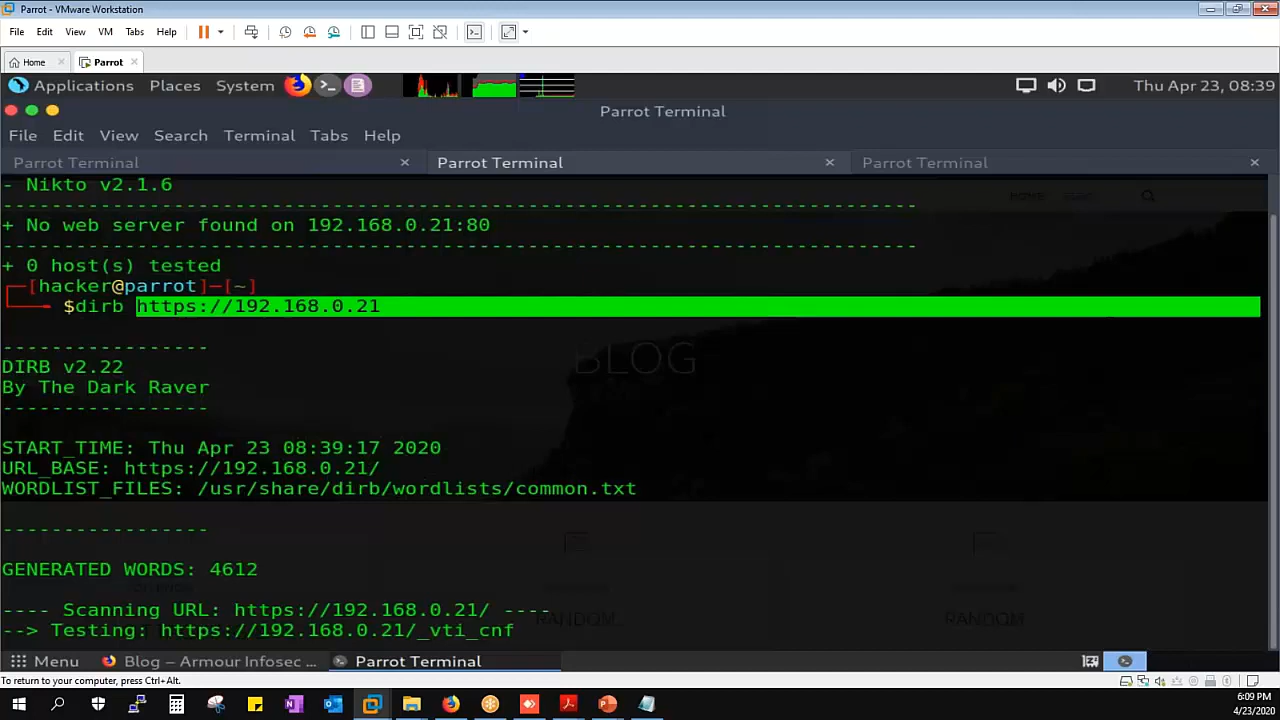 Parrot - VMware Workstation
File Edit View VM Tabs Help
Home Parrot
Applications Places System Thu Apr 23, 08:39
Parrot Terminal
File Edit View Search Terminal Tabs Help
Parrot Terminal Parrot Terminal Parrot Terminal
- Nikto v2.1.6
HOME
---------------------------------------------------------------------------
+ No web server found on 192.168.0.21:80
---------------------------------------------------------------------------
+ 0 host(s) tested
┌─[hacker@parrot]─[~]
└──╼ $dirb https://192.168.0.21
-----------------
BLOG
DIRB v2.22
By The Dark Raver
-----------------
START_TIME: Thu Apr 23 08:39:17 2020
URL_BASE: https://192.168.0.21/
WORDLIST_FILES: /usr/share/dirb/wordlists/common.txt
-----------------
GENERATED WORDS: 4612
---- Scanning URL: https://192.168.0.21/ ----
RANDOM RANDOM
--> Testing: https://192.168.0.21/_vti_cnf
Menu Blog – Armour Infosec ... Parrot Terminal
To return to your computer, press Ctrl+Alt.
6:09 PM
4/23/2020